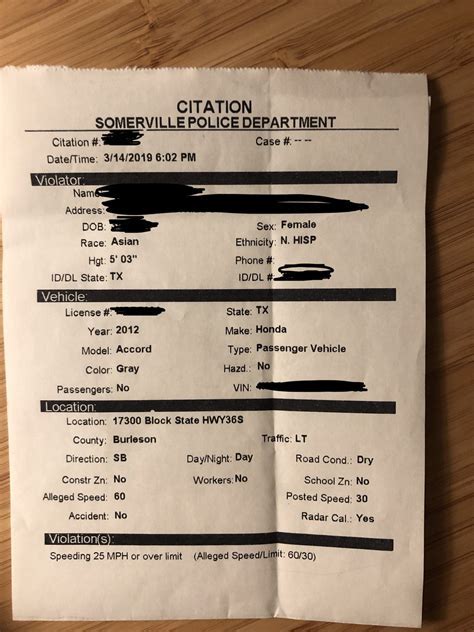 CITATION
SOMERVILLE POLICE DEPARTMENT
Citation #: Case #: -- --
Date/Time: 3/14/2019 6:02 PM
Violator:
Name
Address:
DOB: Sex: Female
Race: Asian Ethnicity: N. HISP
Hgt: 5' 03" Phone #:
ID/DL State: TX ID/DL #:
Vehicle:
License #: State: TX
Year: 2012 Make: Honda
Model: Accord Type: Passenger Vehicle
Color: Gray Hazd.: No
Passengers: No VIN:
Location:
Location: 17300 Block State HWY36S
County: Burleson Traffic: LT
Direction: SB Day/Night: Day Road Cond.: Dry
Constr Zn: No Workers: No School Zn: No
Alleged Speed: 60 Posted Speed: 30
Accident: No Radar Cal.: Yes
Violation(s):
Speeding 25 MPH or over limit (Alleged Speed/Limit: 60/30)